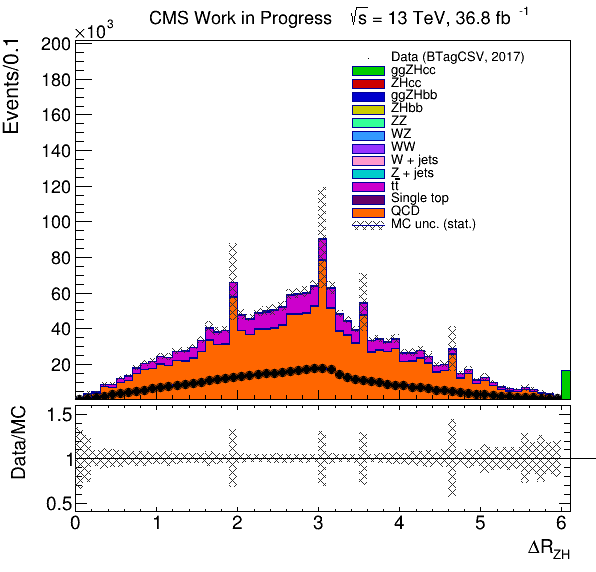 CMS Work in Progress √s = 13 TeV, 36.8 fb⁻¹
×10³
Events/0.1
200
180
160
140
120
100
80
60
40
20
Data (BTagCSV, 2017)
ggZHcc
ZHcc
ggZHbb
ZHbb
ZZ
WZ
WW
W + jets
Z + jets
tt̅
Single top
QCD
MC unc. (stat.)
Data/MC
1.5
1
0.5
0 1 2 3 4 5 6
ΔR_ZH